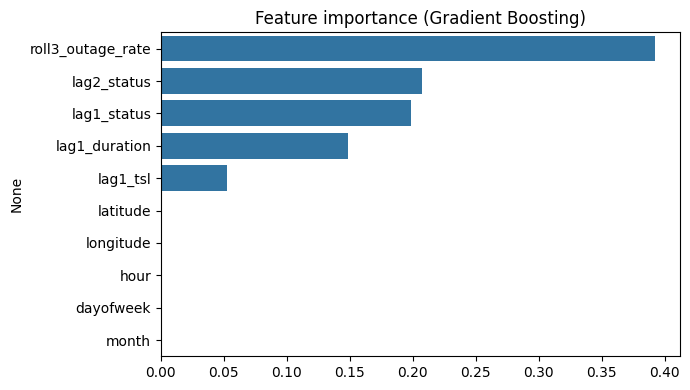 Feature importance (Gradient Boosting)
roll3_outage_rate
lag2_status
lag1_status
lag1_duration
lag1_tsl
latitude
longitude
hour
dayofweek
month
None
0.00 0.05 0.10 0.15 0.20 0.25 0.30 0.35 0.40